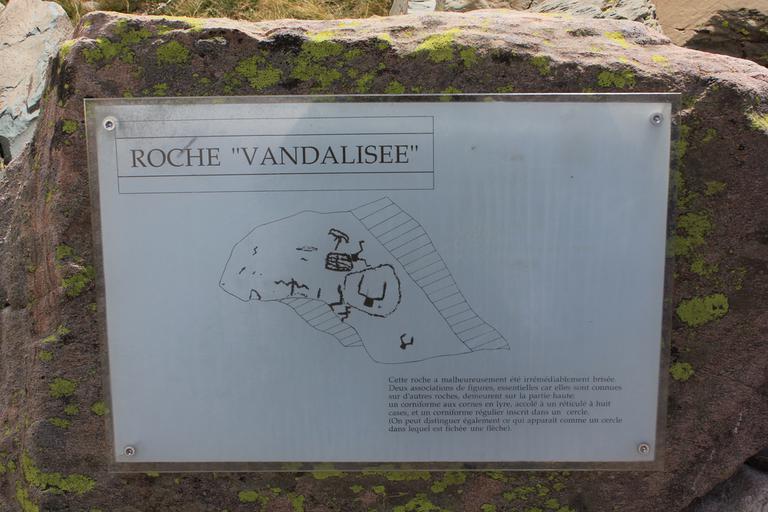 ROCHE "VANDALISEE"
Cette roche a malheureusement été irrémédiablement brisée.
Deux associations de figures, essentielles car elles sont connues
sur d'autres roches, demeurent sur la partie haute:
un corniforme aux cornes en lyre, accolé à un réticulé à huit
cases, et un corniforme régulier inscrit dans un cercle.
(On peut distinguer également ce qui apparaît comme un cercle
dans lequel est fichée une flèche).